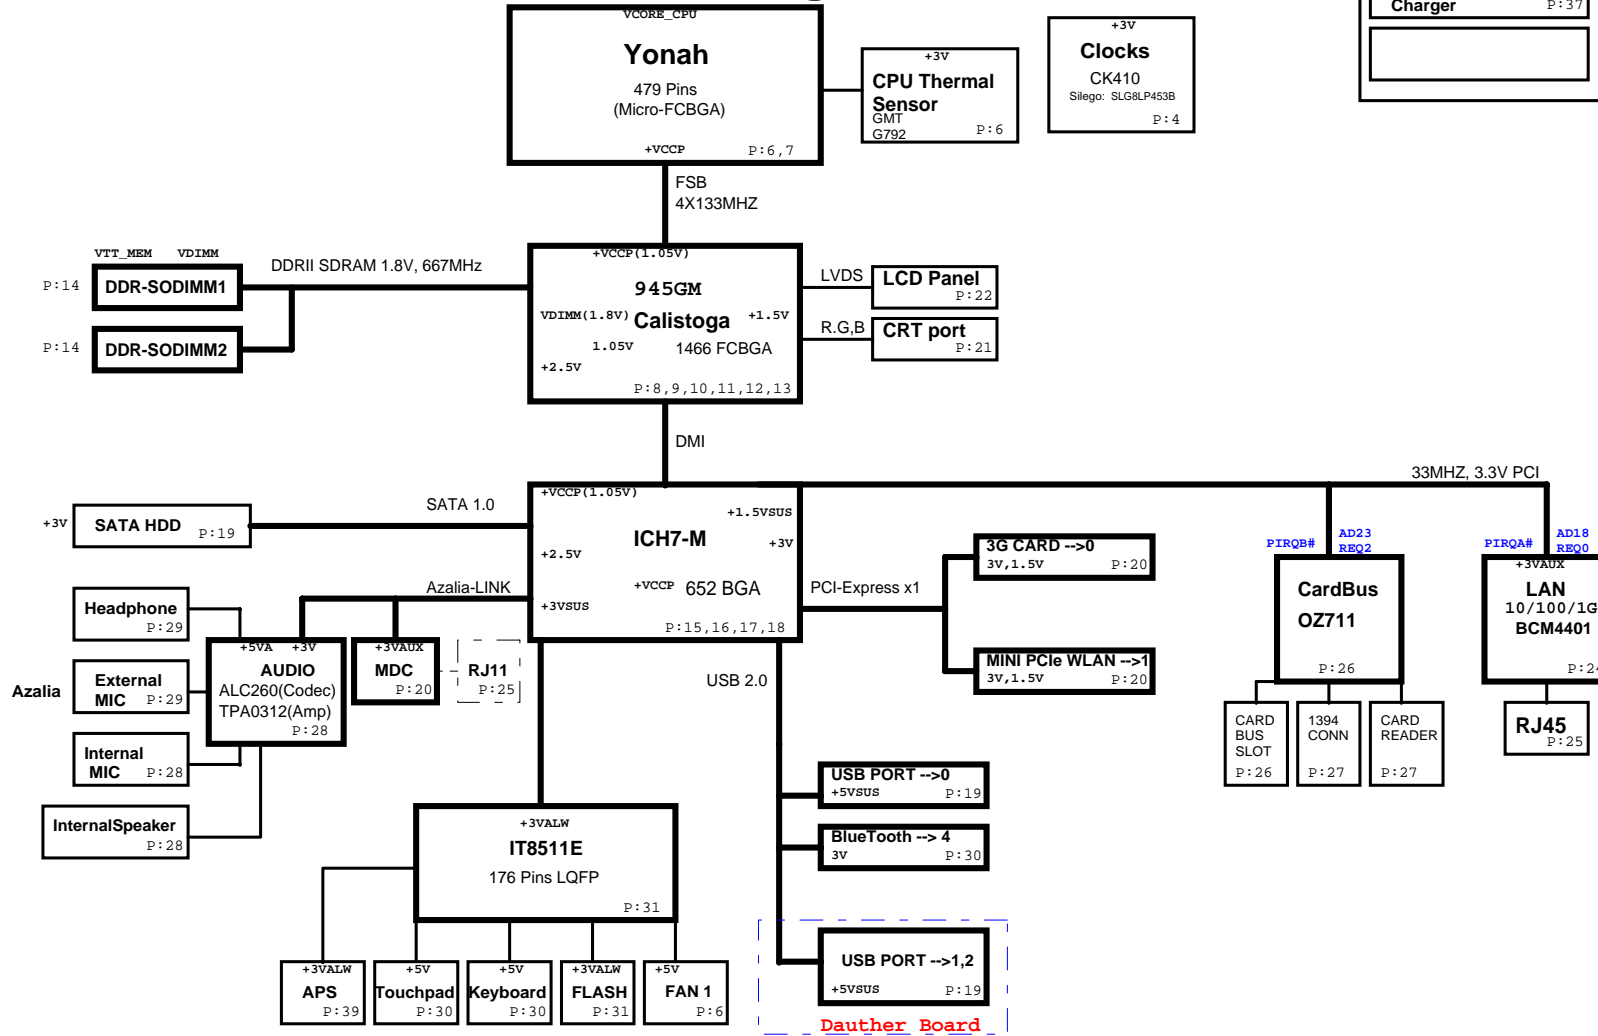 VCORE_CPU
Yonah
479 Pins
(Micro-FCBGA)
+VCCP
P:6,7
+3V
CPU Thermal
Sensor
GMT
G792
P:6
+3V
Clocks
CK410
Silego: SLG8LP453B
P:4
Charger
P:37
FSB
4X133MHZ
VTT_MEM VDIMM
P:14
DDR-SODIMM1
DDRII SDRAM 1.8V, 667MHz
P:14
DDR-SODIMM2
+VCCP(1.05V)
945GM
VDIMM(1.8V)
Calistoga
+1.5V
1.05V
1466 FCBGA
+2.5V
P:8,9,10,11,12,13
LVDS
LCD Panel
P:22
R.G,B
CRT port
P:21
DMI
33MHZ, 3.3V PCI
+3V
SATA HDD
P:19
SATA 1.0
+VCCP(1.05V)
+1.5VSUS
ICH7-M
+3V
+2.5V
+VCCP
652 BGA
+3VSUS
P:15,16,17,18
Azalia-LINK
PCI-Express x1
3G CARD -->0
3V,1.5V
P:20
MINI PCIe WLAN -->1
3V,1.5V
P:20
PIRQB#
AD23
REQ2
CardBus
OZ711
P:26
CARD
BUS
SLOT
P:26
1394
CONN
P:27
CARD
READER
P:27
PIRQA#
AD18
REQ0
+3VAUX
LAN
10/100/1G
BCM4401
P:24
RJ45
P:25
Headphone
P:29
Azalia
External
MIC
P:29
Internal
MIC
P:28
InternalSpeaker
P:28
+5VA +3V
AUDIO
ALC260(Codec)
TPA0312(Amp)
P:28
+3VAUX
MDC
P:20
RJ11
P:25
USB 2.0
USB PORT -->0
+5VSUS
P:19
BlueTooth --> 4
3V
P:30
USB PORT -->1,2
+5VSUS
P:19
Dauther Board
+3VALW
IT8511E
176 Pins LQFP
P:31
+3VALW
APS
P:39
+5V
Touchpad
P:30
+5V
Keyboard
P:30
+3VALW
FLASH
P:31
+5V
FAN 1
P:6